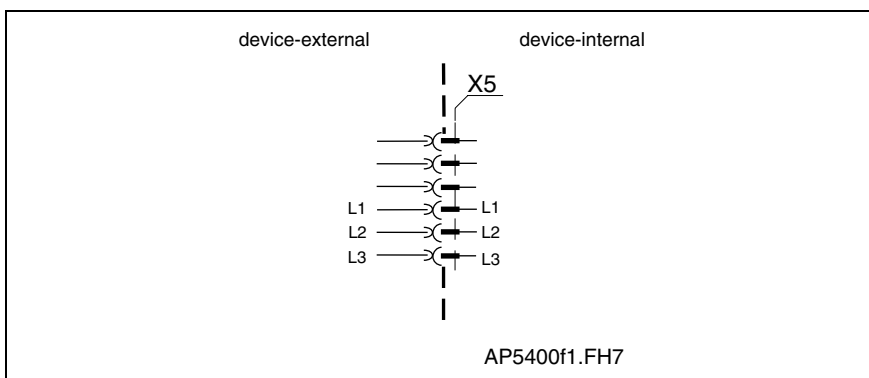 device-external device-internal
X5
L1 L1
L2 L2
L3 L3
AP5400f1.FH7